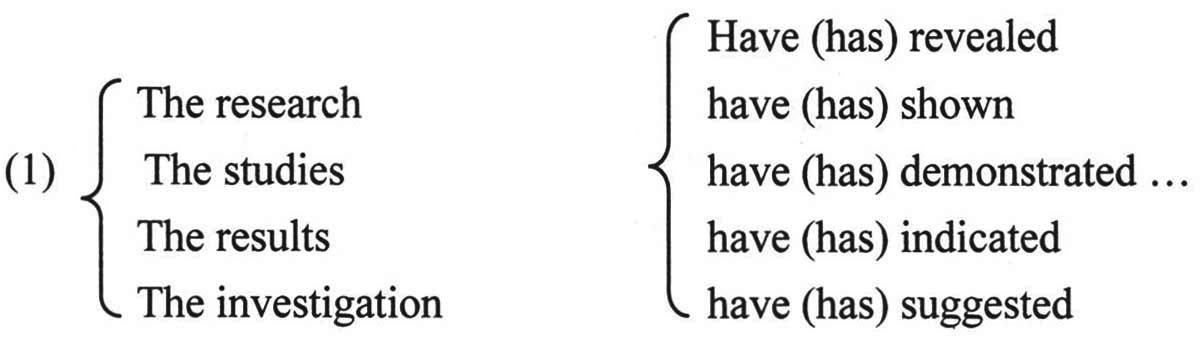 Have (has) revealed
The research have (has) shown
(1) The studies have (has) demonstrated …
The results have (has) indicated
The investigation have (has) suggested